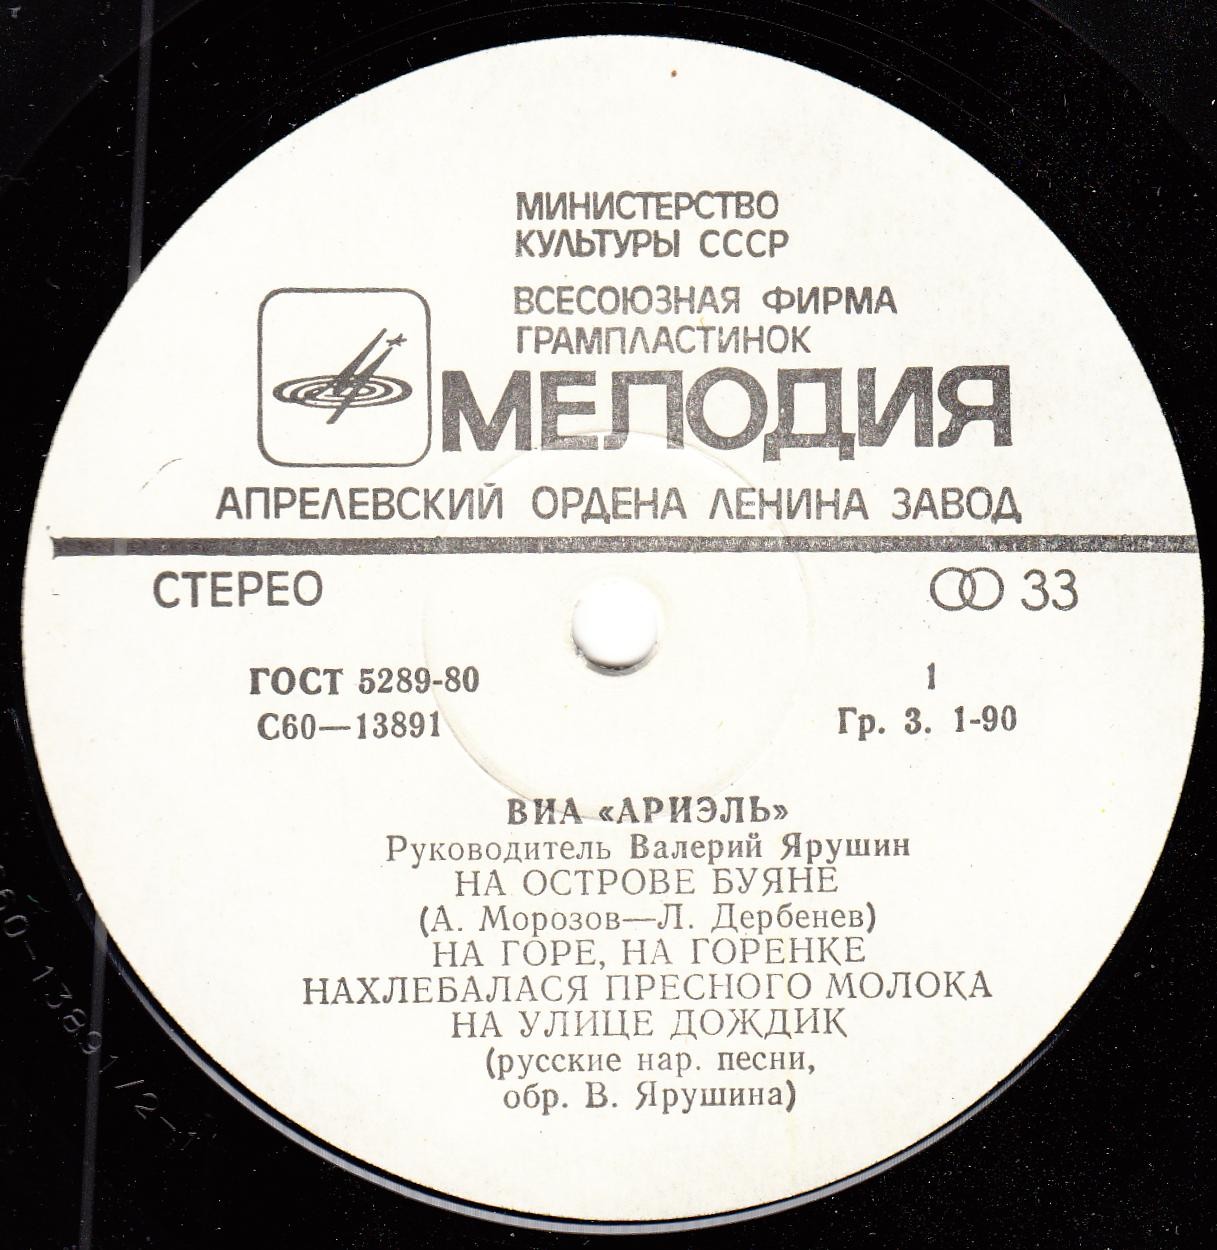 МИНИСТЕРСТВО
КУЛЬТУРЫ СССР
ВСЕСОЮЗНАЯ ФИРМА
ГРАМПЛАСТИНОК
МЕЛОДИЯ
АПРЕЛЕВСКИЙ ОРДЕНА ЛЕНИНА ЗАВОД
СТЕРЕО 33
ГОСТ 5289-80 1
С60—13891 Гр. 3. 1-90
ВИА «АРИЭЛЬ»
Руководитель Валерий Ярушин
НА ОСТРОВЕ БУЯНЕ
(А. Морозов—Л. Дербенев)
НА ГОРЕ, НА ГОРЕНКЕ
НАХЛЕБАЛАСЯ ПРЕСНОГО МОЛОКА
НА УЛИЦЕ ДОЖДИК
(русские нар. песни,
обр. В. Ярушина)